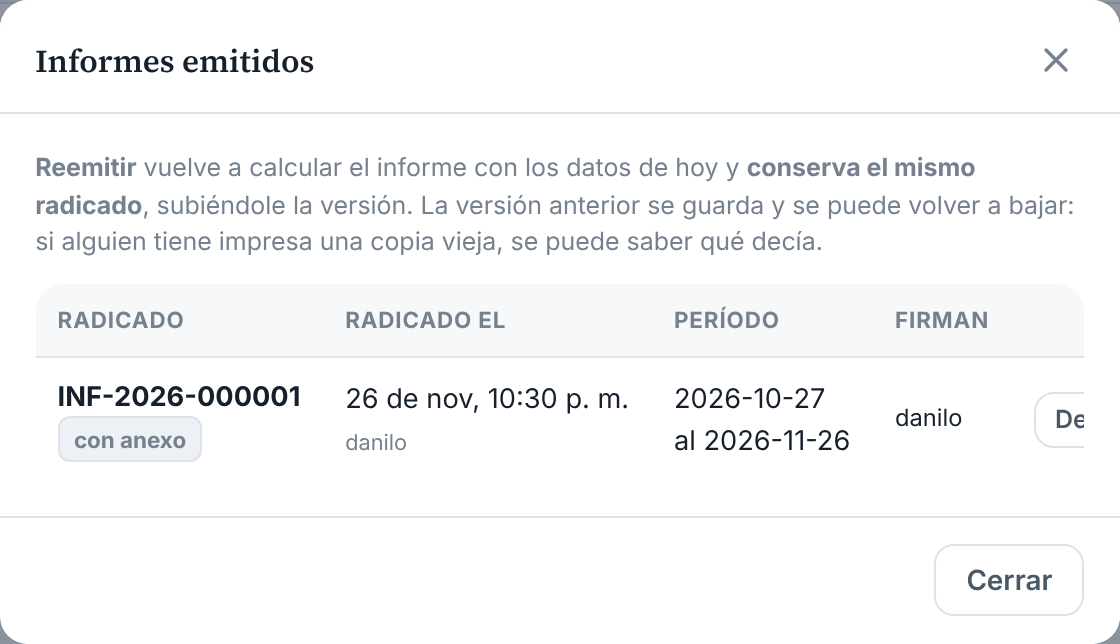 Informes emitidos
Reemitir vuelve a calcular el informe con los datos de hoy y conserva el mismo
radicado, subiéndole la versión. La versión anterior se guarda y se puede volver a bajar:
si alguien tiene impresa una copia vieja, se puede saber qué decía.
RADICADO RADICADO EL PERÍODO FIRMAN
INF-2026-000001 26 de nov, 10:30 p. m. 2026-10-27
con anexo danilo al 2026-11-26 danilo De
Cerrar